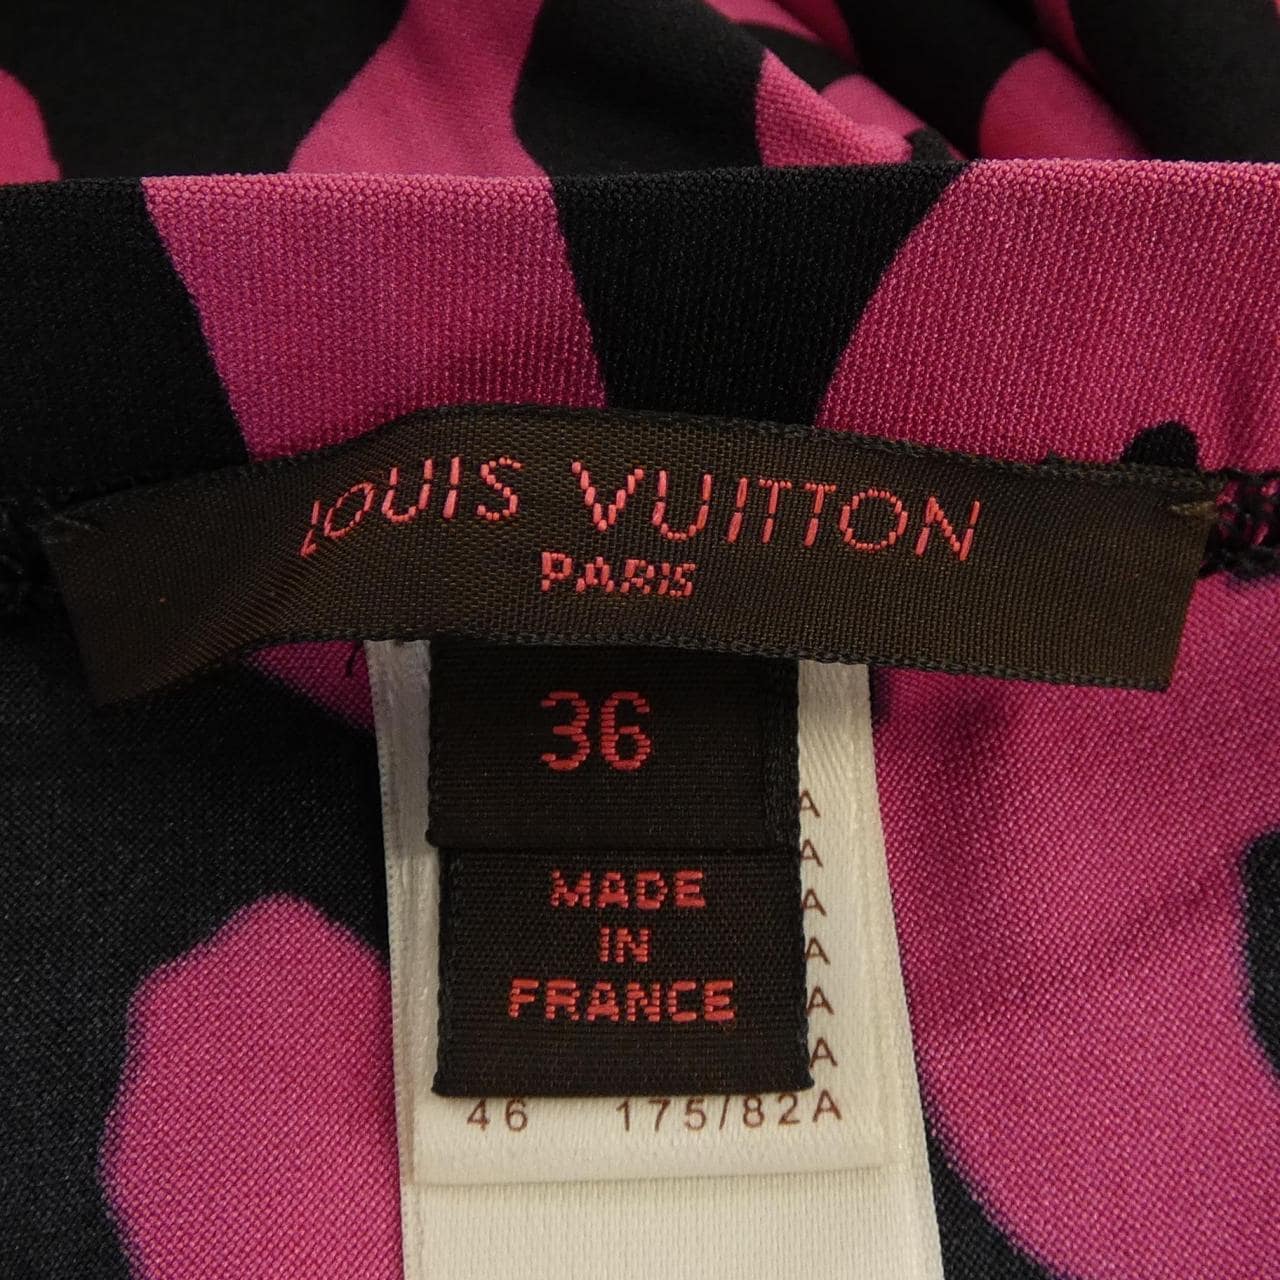 LOUIS VUITTON
PARIS
36
A
A
A
A
A
A
MADE
IN
FRANCE
46 175/82A